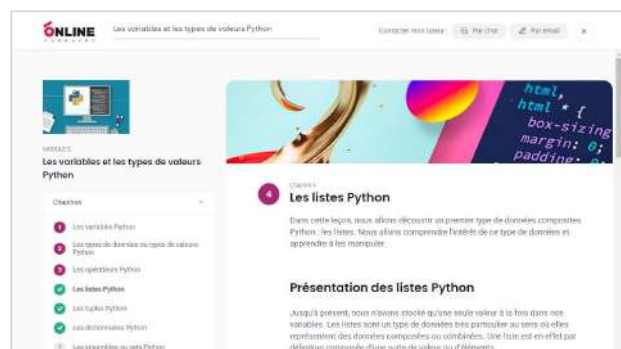 ONLINE
Les variables et les types de valeurs Python
Contacter mon tuteur
Par chat
Par email
×
html,
html * {
box-sizing
margin: 0;
padding: 0;
Les variables et les types de valeurs
Python
Chapitres
1 Les variables Python
2 Les types de données ou types de valeurs
Python
3 Les opérateurs Python
Les listes Python
Les tuples Python
Les dictionnaires Python
Les ensembles ou sets Python
4
Les listes Python
Dans cette leçon, nous allons découvrir un premier type de données composites
Python : les listes. Nous allons comprendre l'intérêt de ce type de données et
apprendre à les manipuler.
Présentation des listes Python
Jusqu'à présent, nous n'avons stocké qu'une seule valeur à la fois dans nos
variables. Les listes sont un type de données très particulier au sens où elles
représentent des données composées ou combinées. Une liste est en effet par
définition composée d'une suite de valeur ou d'éléments.